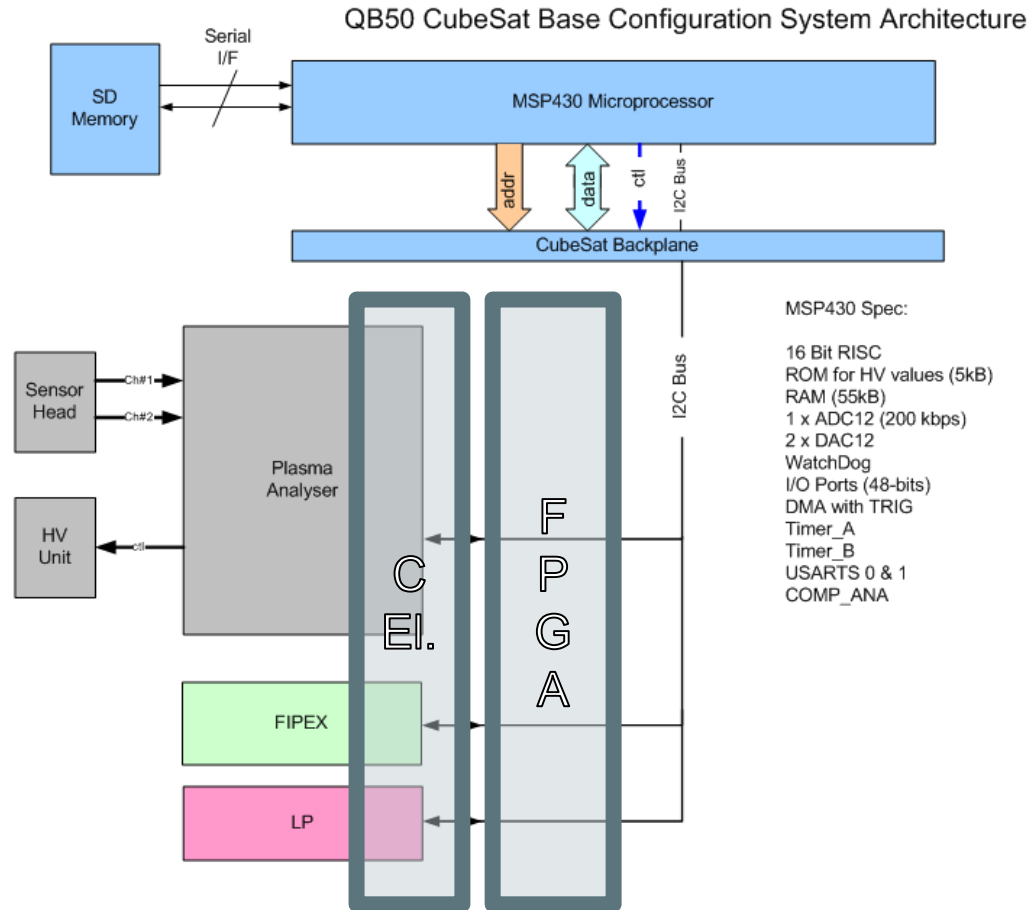 QB50 CubeSat Base Configuration System Architecture
Serial
I/F
SD
Memory
MSP430 Microprocessor
addr
data
ctl
I2C Bus
CubeSat Backplane
I2C Bus
MSP430 Spec:
16 Bit RISC
ROM for HV values (5kB)
RAM (55kB)
1 x ADC12 (200 kbps)
2 x DAC12
WatchDog
I/O Ports (48-bits)
DMA with TRIG
Timer_A
Timer_B
USARTS 0 & 1
COMP_ANA
Sensor
Head
Ch#1
Ch#2
Plasma
Analyser
HV
Unit
ctl
C
El.
F
P
G
A
FIPEX
LP